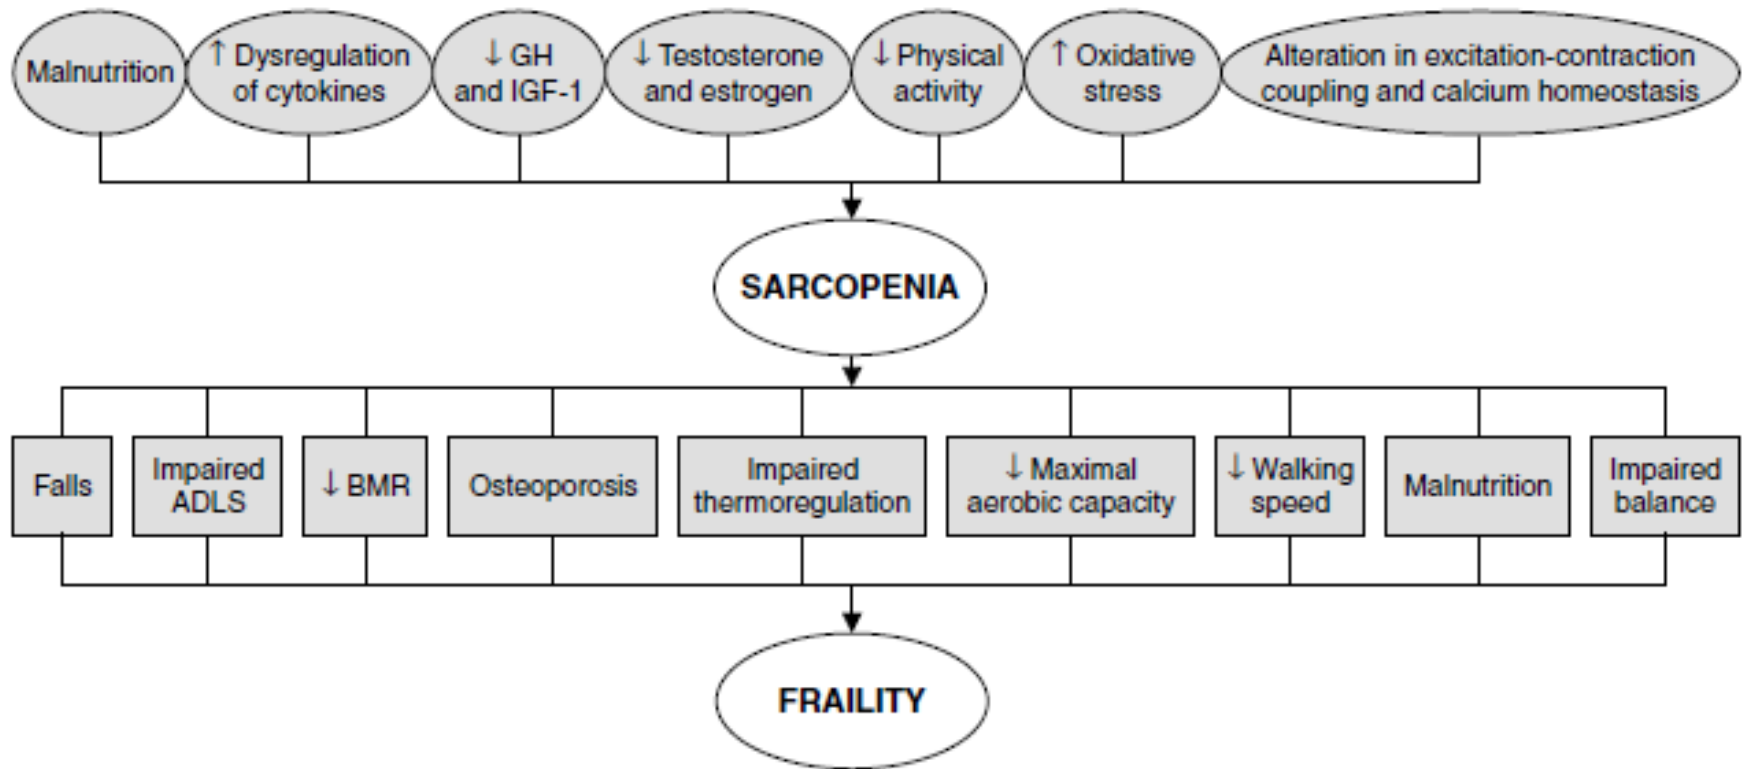 Malnutrition
↑ Dysregulation
of cytokines
↓ GH
and IGF-1
↓ Testosterone
and estrogen
↓ Physical
activity
↑ Oxidative
stress
Alteration in excitation-contraction
coupling and calcium homeostasis
SARCOPENIA
Falls
Impaired
ADLS
↓ BMR
Osteoporosis
Impaired
thermoregulation
↓ Maximal
aerobic capacity
↓ Walking
speed
Malnutrition
Impaired
balance
FRAILITY